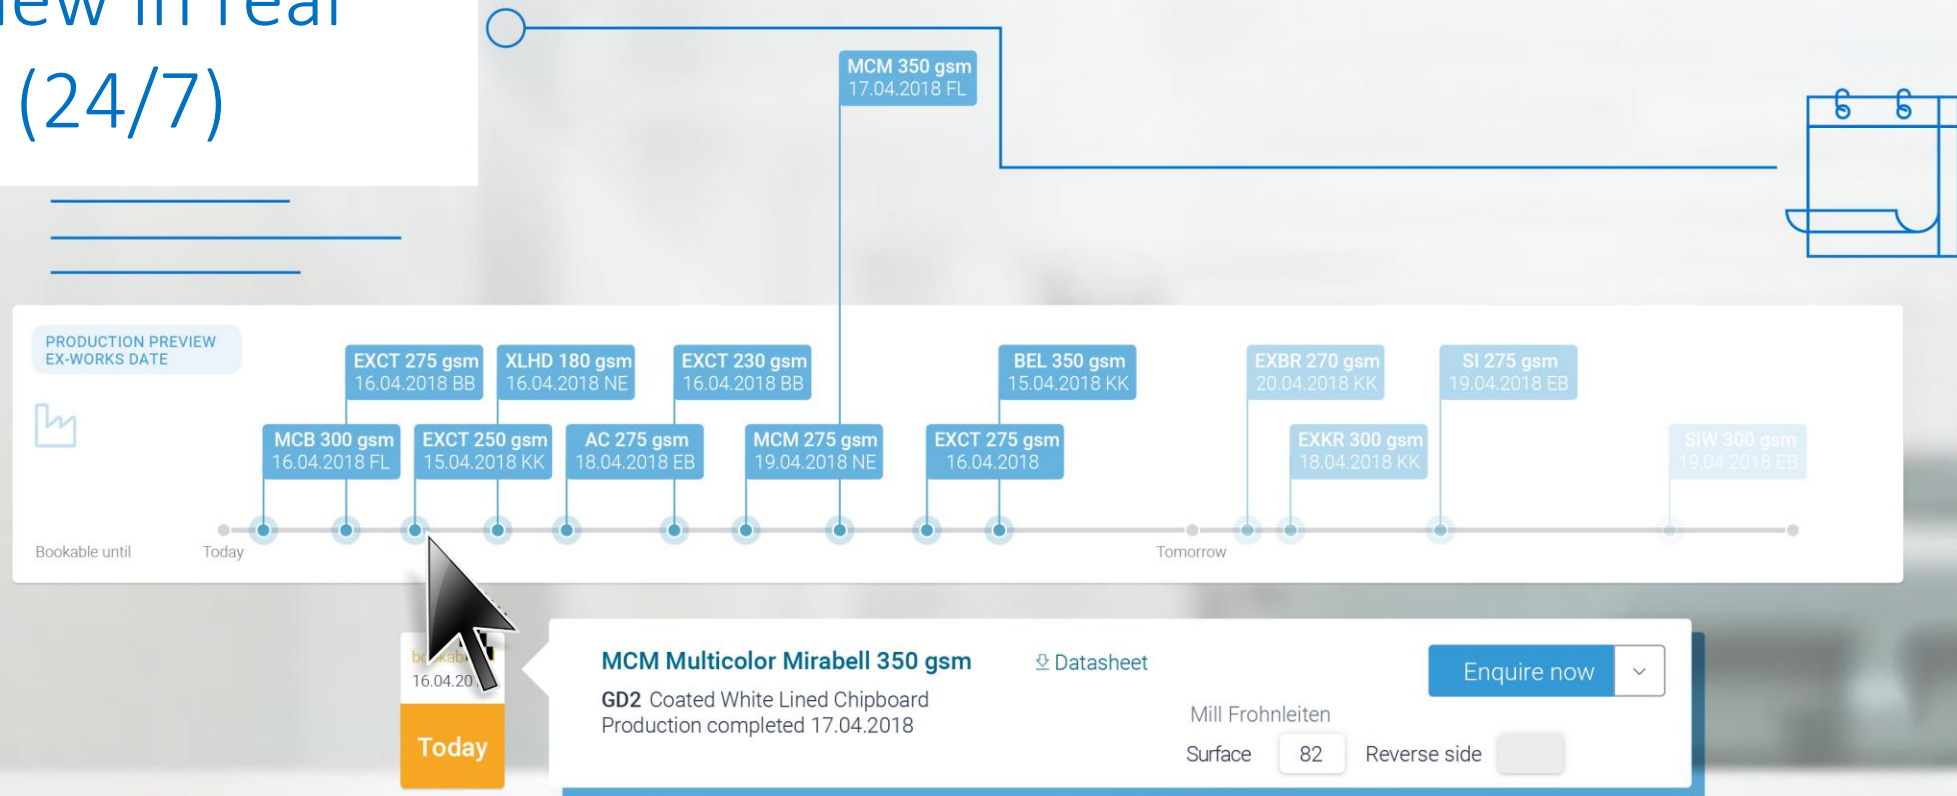 (24/7)
MCM 350 gsm
17.04.2018 FL
PRODUCTION PREVIEW
EX-WORKS DATE
EXCT 275 gsm
16.04.2018 BB
XLHD 180 gsm
16.04.2018 NE
EXCT 230 gsm
16.04.2018 BB
BEL 350 gsm
15.04.2018 KK
EXBR 270 gsm
20.04.2018 KK
SI 275 gsm
19.04.2018 EB
MCB 300 gsm
16.04.2018 FL
EXCT 250 gsm
15.04.2018 KK
AC 275 gsm
18.04.2018 EB
MCM 275 gsm
19.04.2018 NE
EXCT 275 gsm
16.04.2018
EXKR 300 gsm
18.04.2018 KK
SIW 300 gsm
19.04.2018 EB
Bookable until
Today
Tomorrow
Today
MCM Multicolor Mirabell 350 gsm
Datasheet
Enquire now
GD2 Coated White Lined Chipboard
Production completed 17.04.2018
Mill Frohnleiten
Surface 82 Reverse side